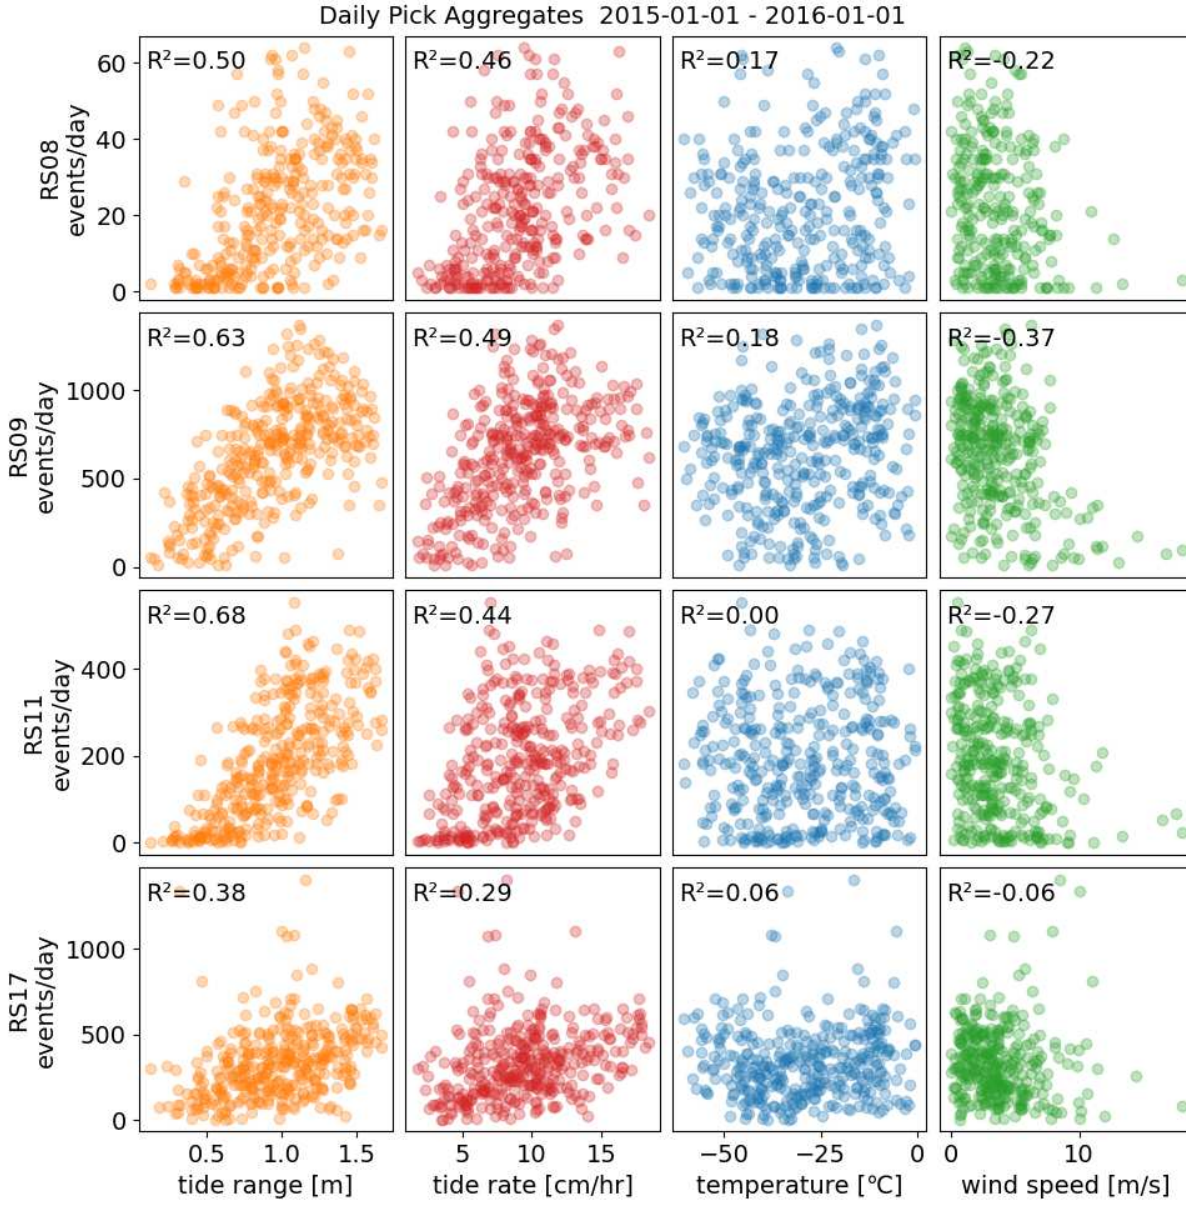 Daily Pick Aggregates 2015-01-01 - 2016-01-01
RS08
events/day
60
40
20
0
R²=0.50
R²=0.46
R²=0.17
R²=-0.22
RS09
events/day
1000
500
0
R²=0.63
R²=0.49
R²=0.18
R²=-0.37
RS11
events/day
400
200
0
R²=0.68
R²=0.44
R²=0.00
R²=-0.27
RS17
events/day
1000
500
0
R²=0.38
R²=0.29
R²=0.06
R²=-0.06
0.5 1.0 1.5
5 10 15
−50 −25 0
0 10
tide range [m]
tide rate [cm/hr]
temperature [°C]
wind speed [m/s]